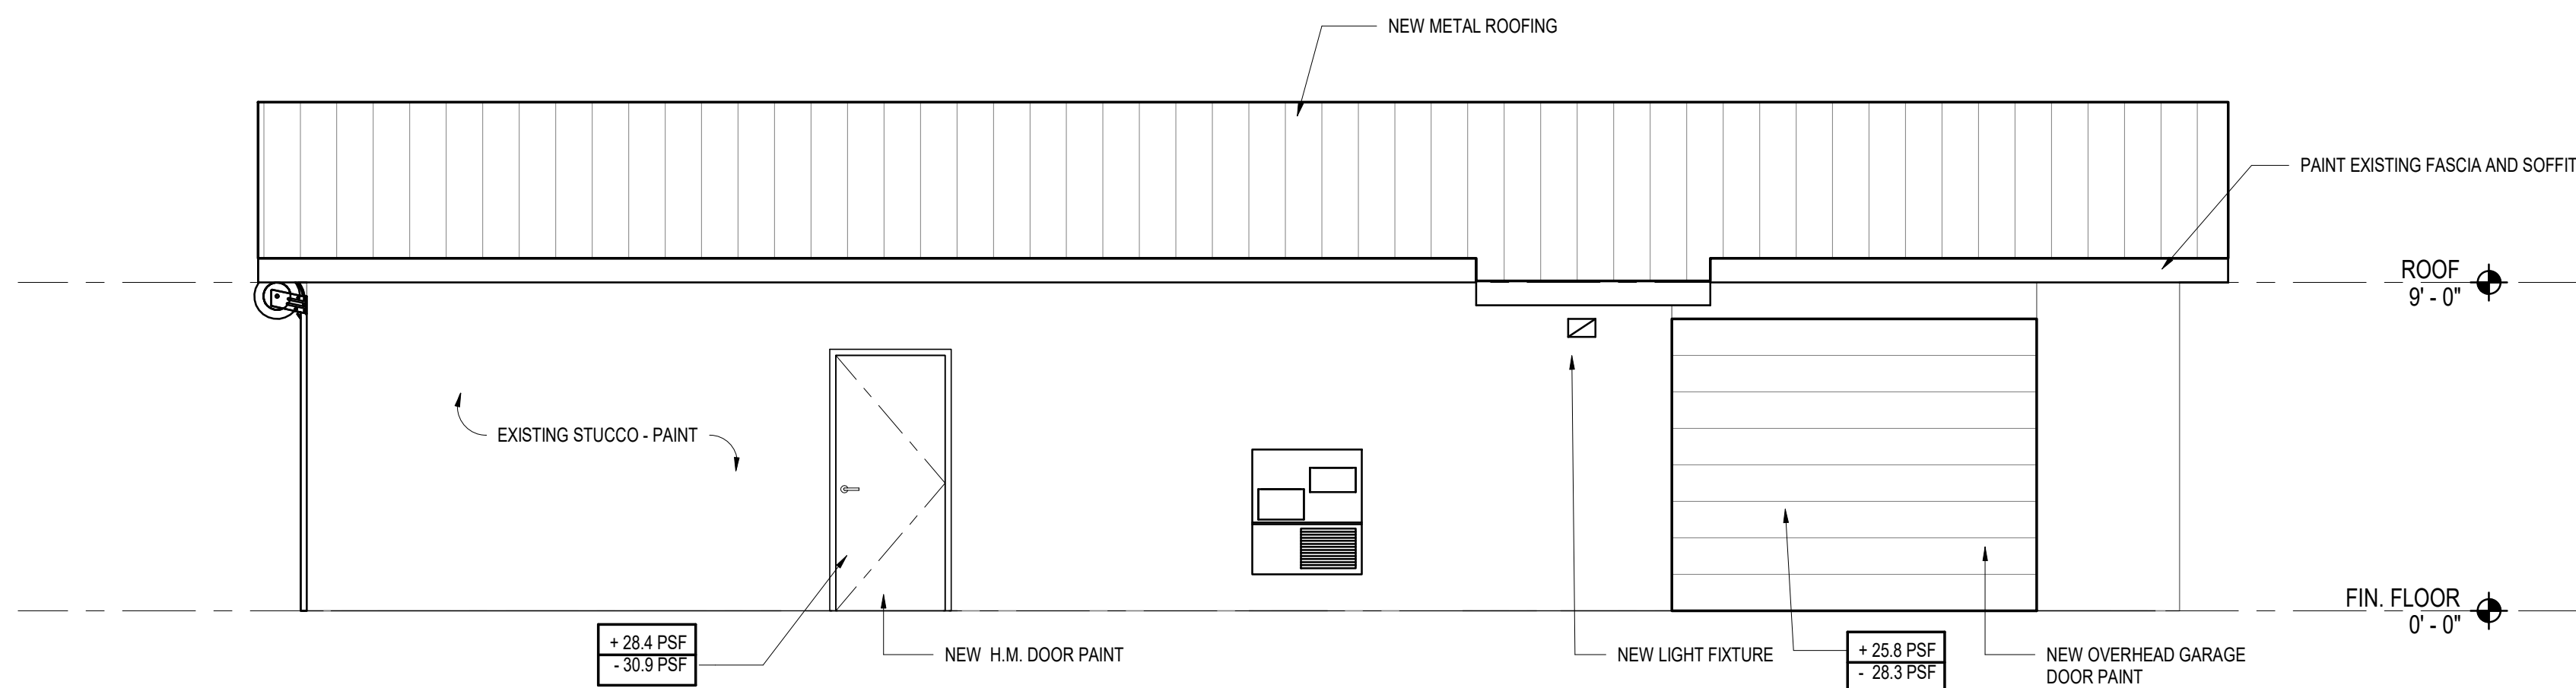 NEW METAL ROOFING
PAINT EXISTING FASCIA AND SOFFIT
ROOF
9' - 0"
EXISTING STUCCO - PAINT
FIN. FLOOR
0' - 0"
+ 28.4 PSF
- 30.9 PSF
NEW H.M. DOOR PAINT
NEW LIGHT FIXTURE
+ 25.8 PSF
- 28.3 PSF
NEW OVERHEAD GARAGE
DOOR PAINT